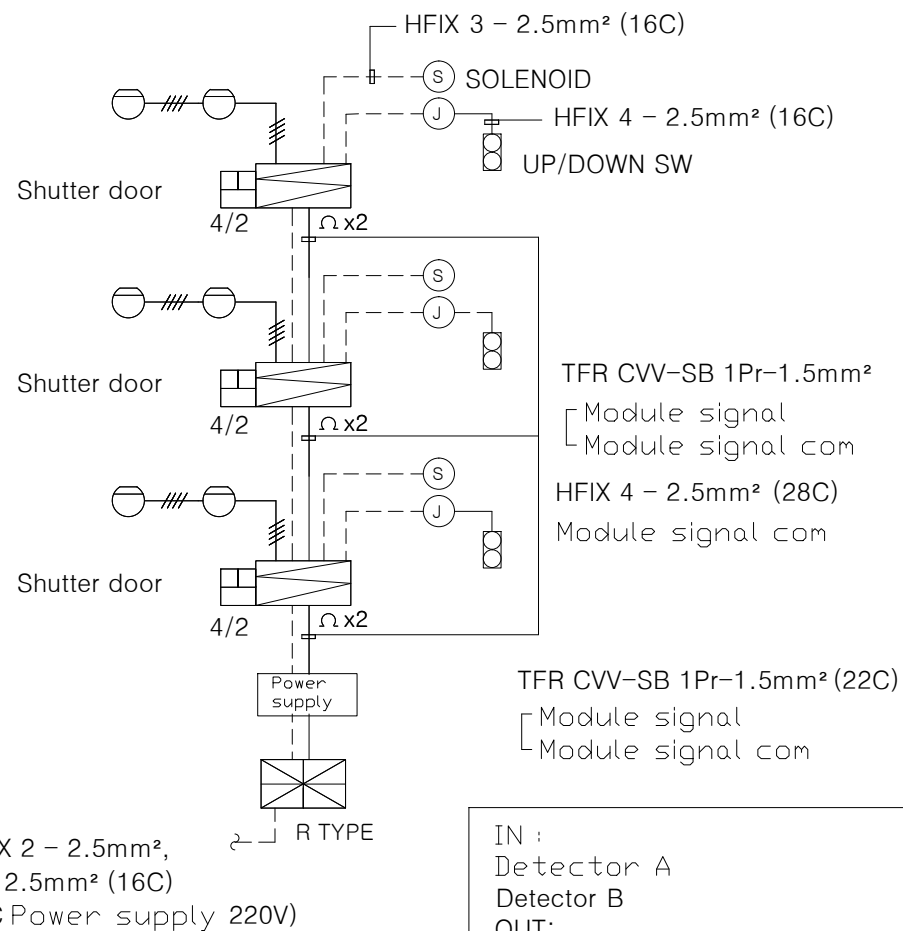 HFIX 3 - 2.5mm² (16C)
S SOLENOID
J
HFIX 4 - 2.5mm² (16C)
UP/DOWN SW
Shutter door
4/2
Ω x2
S
J
Shutter door
4/2
Ω x2
TFR CVV-SB 1Pr-1.5mm²
Module signal
Module signal com
S
HFIX 4 - 2.5mm² (28C)
J
Module signal com
Shutter door
4/2
Ω x2
Power
supply
TFR CVV-SB 1Pr-1.5mm² (22C)
Module signal
Module signal com
R TYPE
X 2 - 2.5mm²,
2.5mm² (16C)
Power supply 220V)
IN :
Detector A
Detector B
OUT: